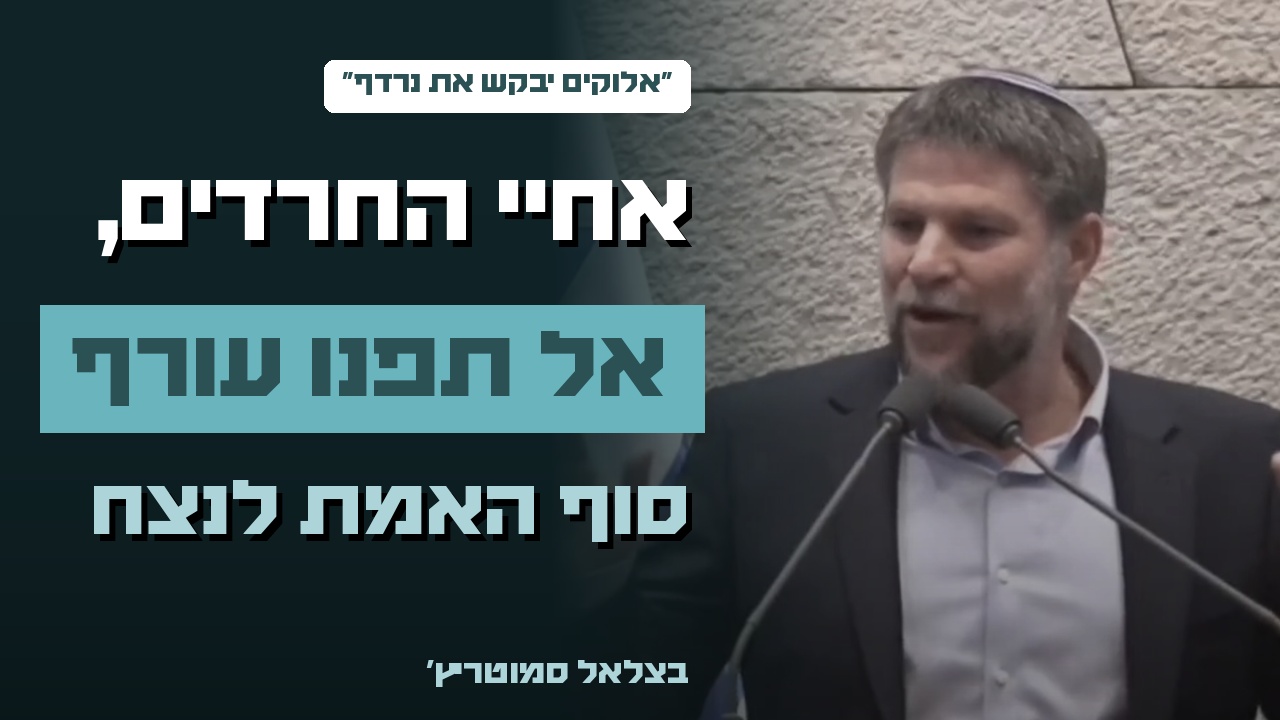 "אלוקים יבקש את נרדף"
אחיי החרדים,
אל תפנו עורף
סוף האמת לנצח
בצלאל סמוטריץ'